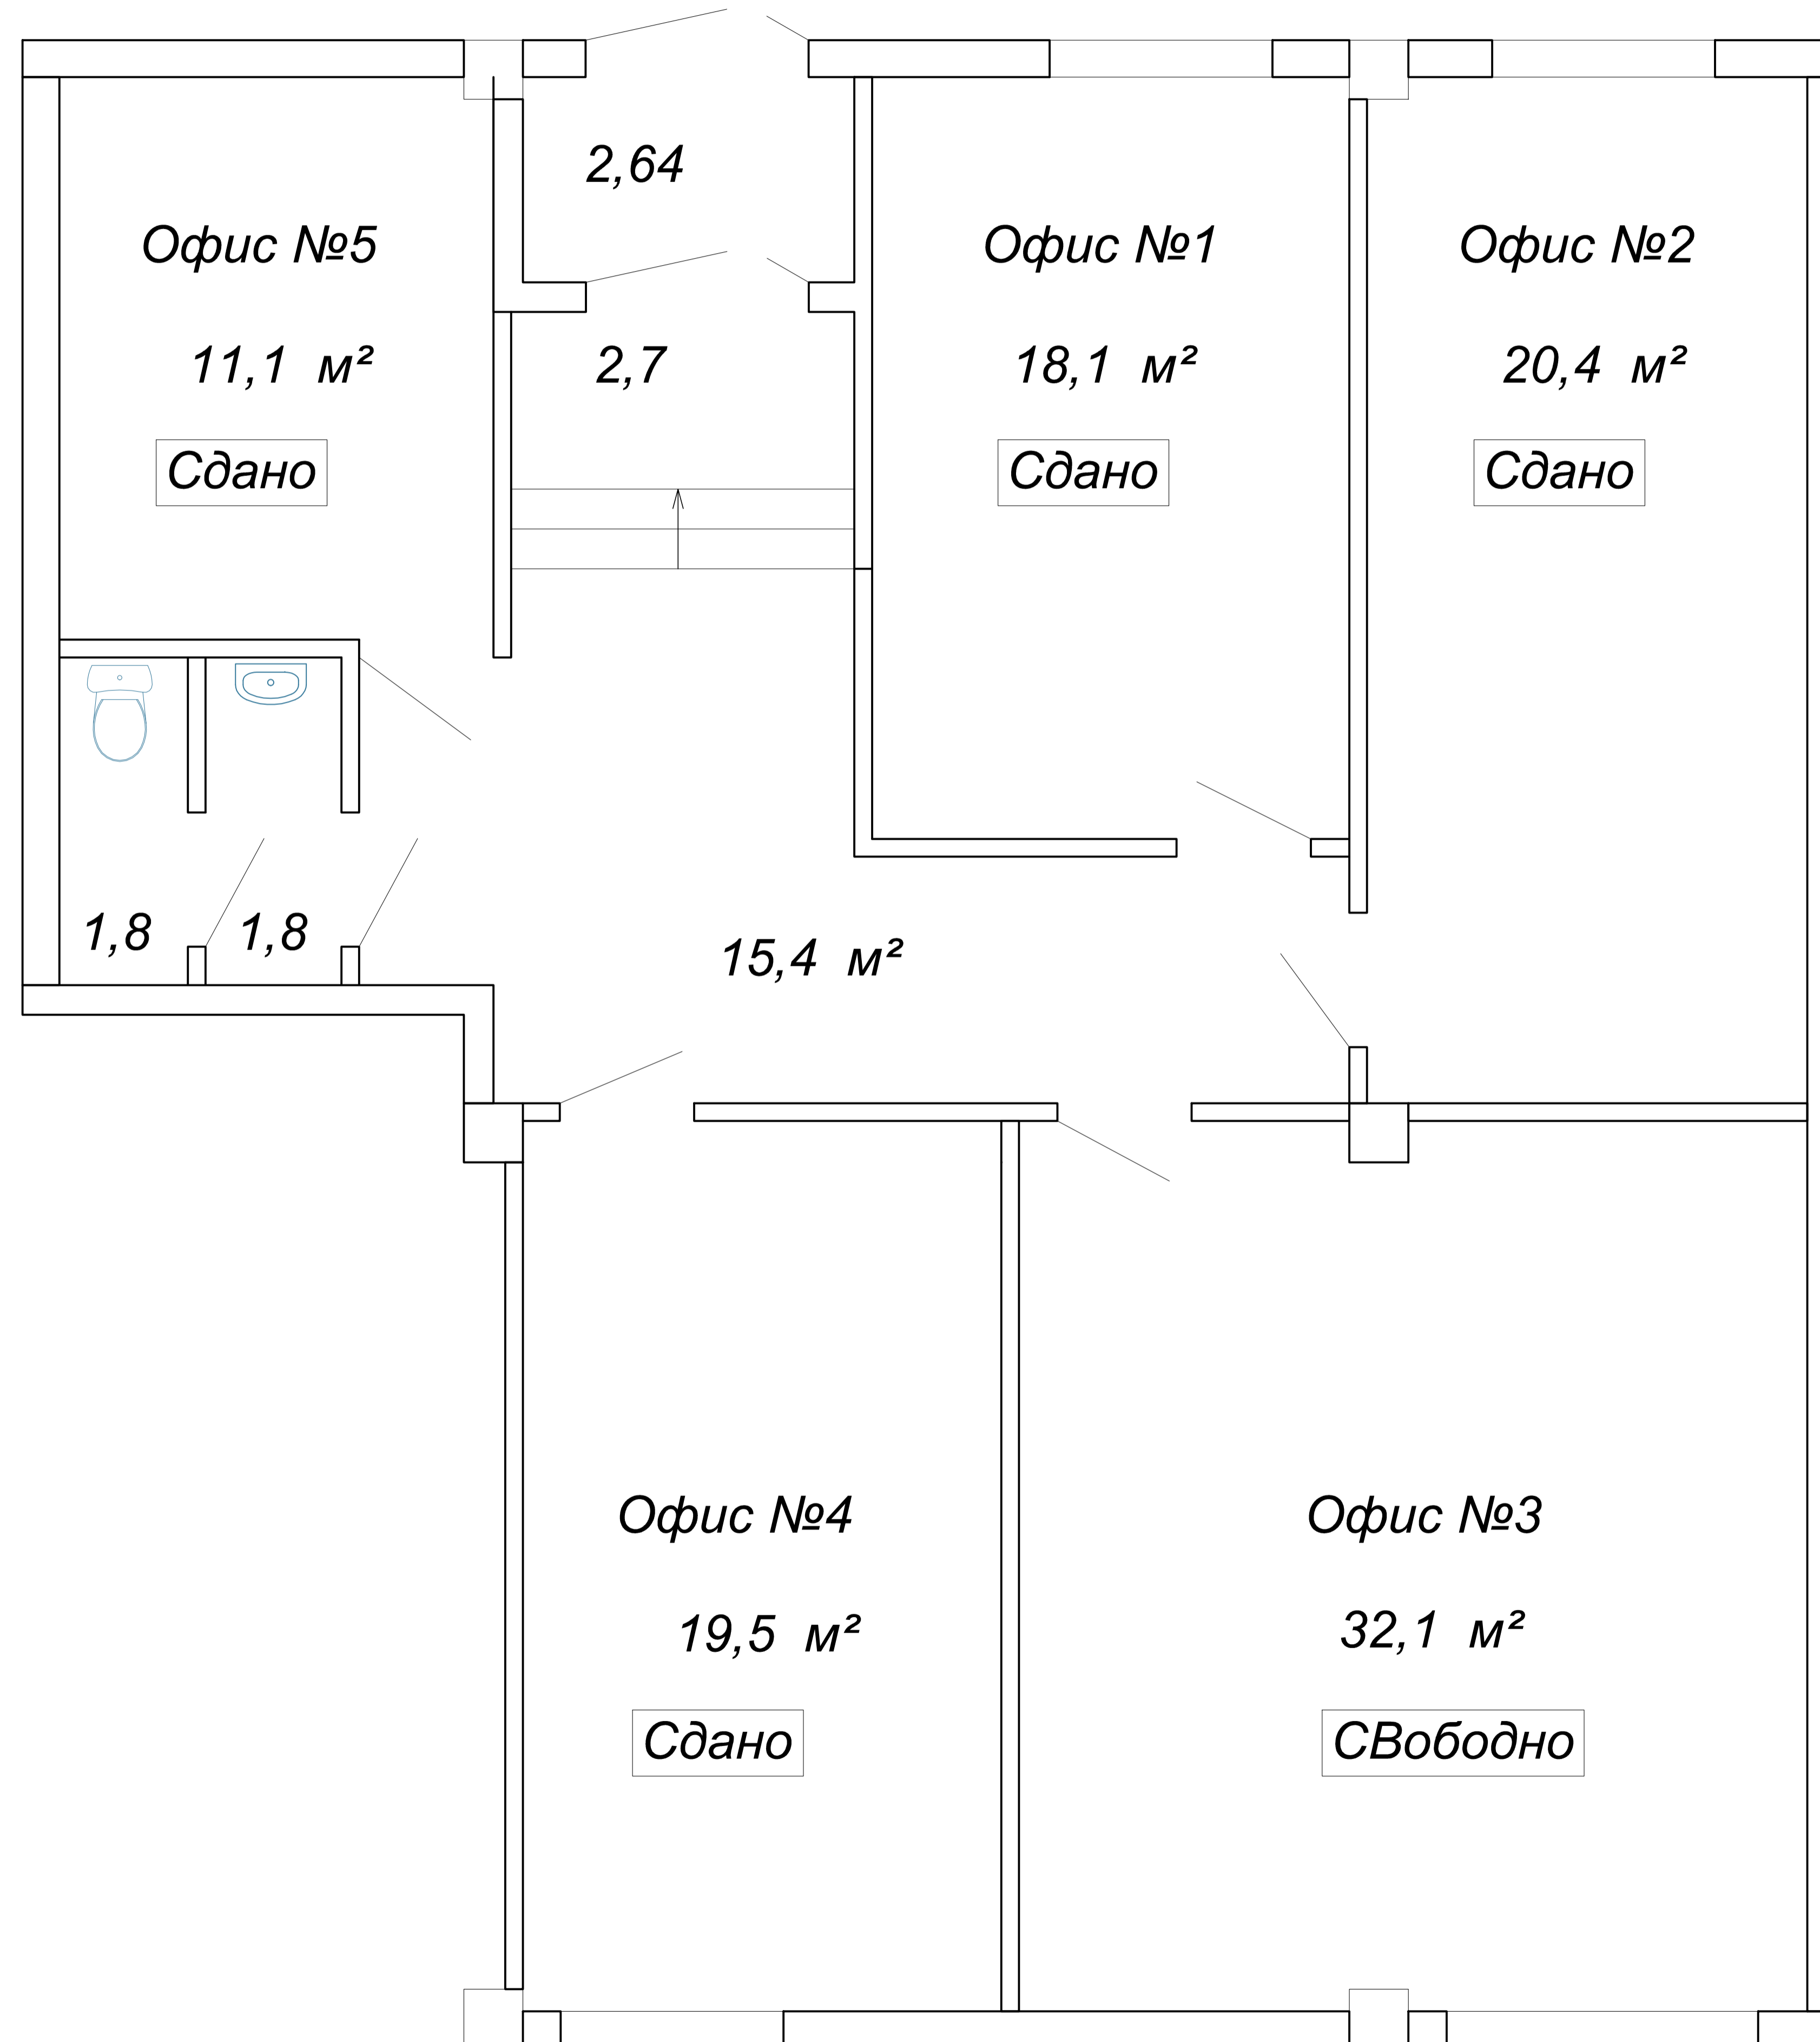 2,64
Офис №5
11,1 м²
Сдано
2,7
Офис №1
18,1 м²
Сдано
Офис №2
20,4 м²
Сдано
1,8
1,8
15,4 м²
Офис №4
19,5 м²
Сдано
Офис №3
32,1 м²
СВободно